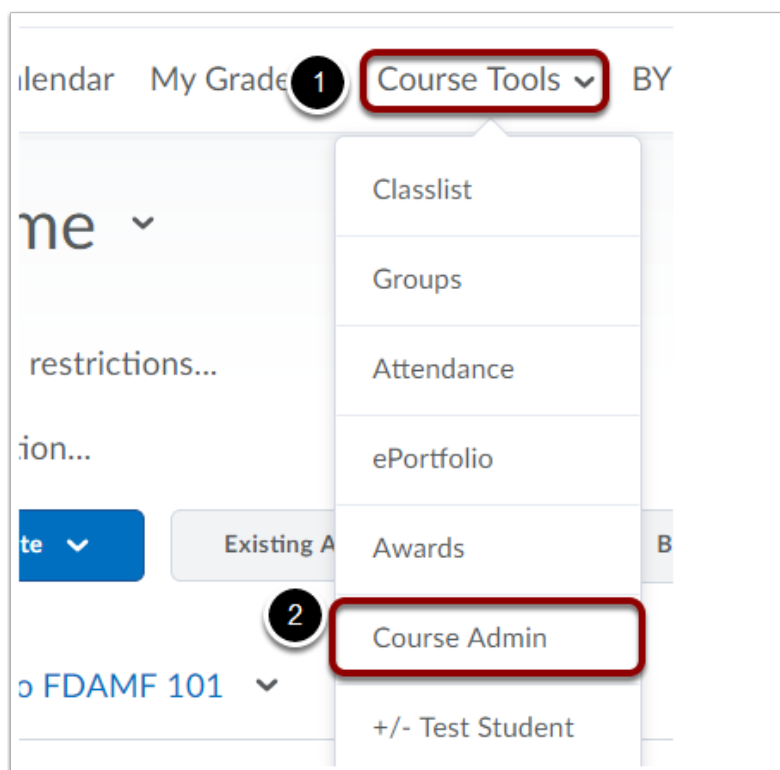 lendar My Grade 1 Course Tools BY
Classlist
me
Groups
restrictions...
Attendance
ion...
ePortfolio
te Existing A Awards B
2
Course Admin
o FDAMF 101
+/- Test Student